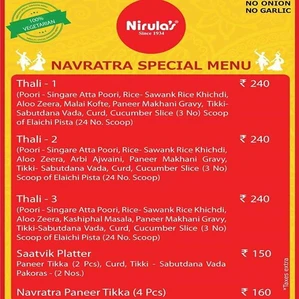 100%
VEGETARIAN
Nirula's
Since 1934
NO ONION
NO GARLIC
NAVRATRA SPECIAL MENU
Thali - 1 ₹ 240
(Poori - Singare Atta Poori, Rice- Sawank Rice Khichdi,
Aloo Zeera, Malai Kofte, Paneer Makhani Gravy, Tikki-
Sabutdana Vada, Curd, Cucumber Slice (3 No) Scoop
of Elaichi Pista (24 No. Scoop)
Thali - 2 ₹ 240
(Poori - Singare Atta Poori, Rice- Sawank Rice Khichdi,
Aloo Zeera, Arbi Ajwaini, Paneer Makhani Gravy,
Tikki- Sabutdana Vada, Curd, Cucumber Slice (3 No)
Scoop of Elaichi Pista (24 No. Scoop)
Thali - 3 ₹ 240
(Poori - Singare Atta Poori, Rice- Sawank Rice Khichdi,
Aloo Zeera, Kashiphal Masala, Paneer Makhani Gravy,
Tikki-Sabutdana Vada, Curd, Cucumber Slice (3 No)
Scoop of Elaichi Pista (24 No. Scoop)
Saatvik Platter ₹ 150
Paneer Tikka (2 Pcs), Curd, Tikki - Sabutdana Vada
Pakoras - (2 Nos.)
Navratra Paneer Tikka (4 Pcs) ₹ 160
*Taxes extra